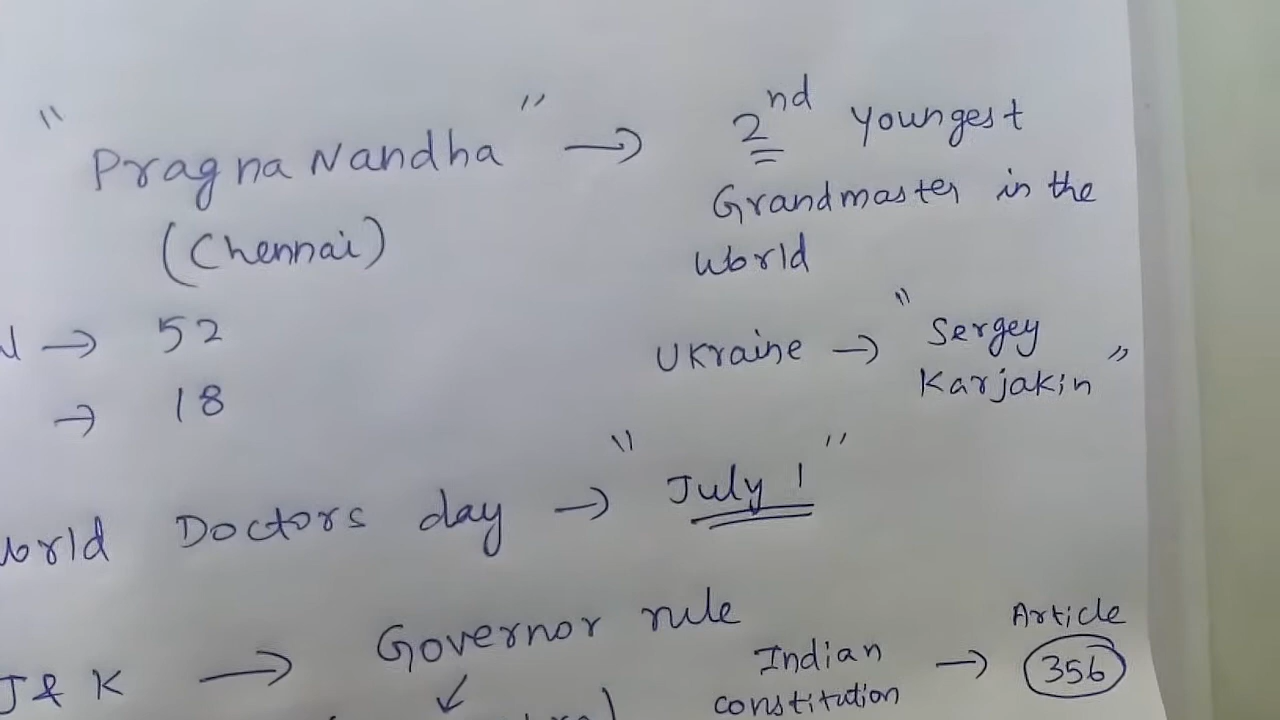 "PragnaNandha" → 2nd Youngest
Grandmaster in the
(Chennai)
World
→ 52
Ukraine → "Sergey
Karjakin"
→ 18
World Doctors day → "July 1"
J & K → Governor rule
Article
Indian → 356
constitution